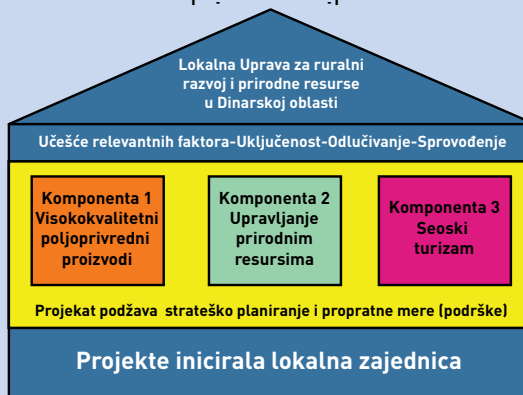 Lokalna Uprava za ruralni
razvoj i prirodne resurse
u Dinarskoj oblasti
Učešće relevantnih faktora-Uključenost-Odlučivanje-Sprovođenje
Komponenta 1
Visokokvalitetni
poljoprivredni
proizvodi
Komponenta 2
Upravljanje
prirodnim
resursima
Komponenta 3
Seoski
turizam
Projekat podžava strateško planiranje i propratne mere (podrške)
Projekte inicirala lokalna zajednica